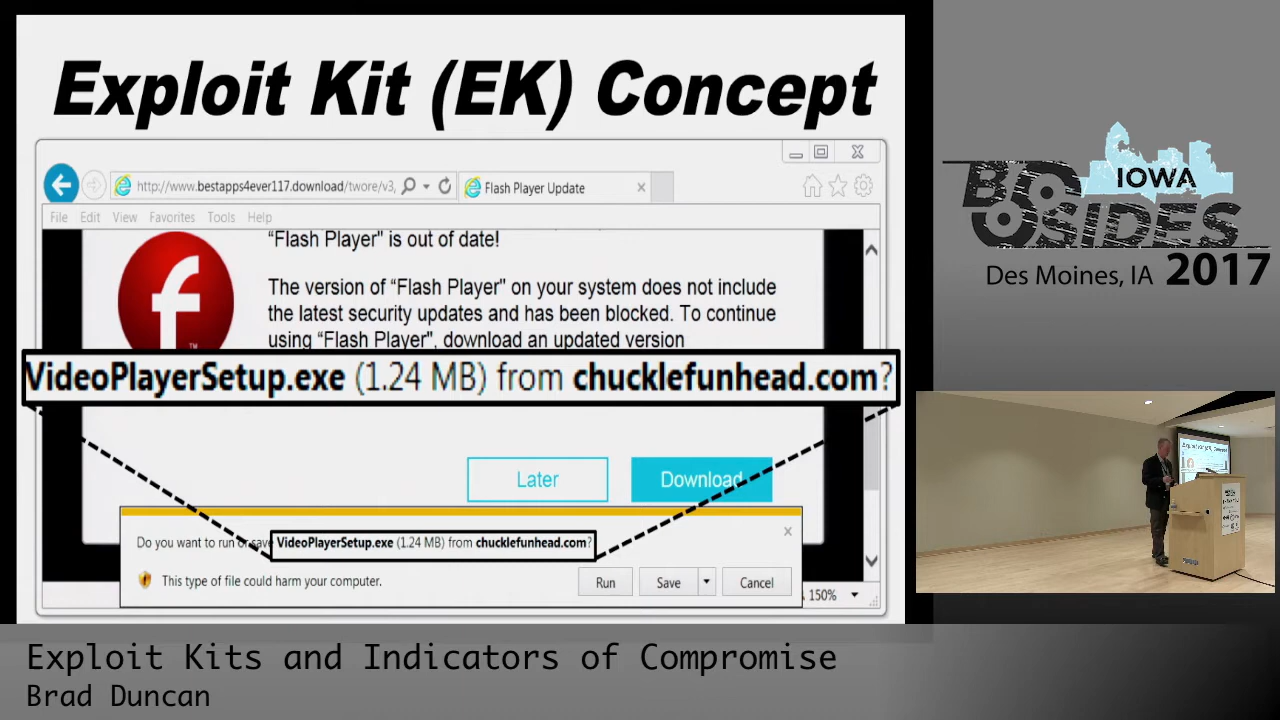 Exploit Kit (EK) Concept
http://www.bestapps4ever117.download/twore/v3,
Flash Player Update
File Edit View Favorites Tools Help
"Flash Player" is out of date!
The version of "Flash Player" on your system does not include
the latest security updates and has been blocked. To continue
using "Flash Player", download an updated version
VideoPlayerSetup.exe (1.24 MB) from chucklefunhead.com?
Later
Download
Do you want to run or save VideoPlayerSetup.exe (1.24 MB) from chucklefunhead.com?
This type of file could harm your computer.
Run
Save
Cancel
150%
IOWA
BSIDES
Des Moines, IA 2017
Exploit Kit (EK) Concept
Exploit Kits and Indicators of Compromise
Brad Duncan